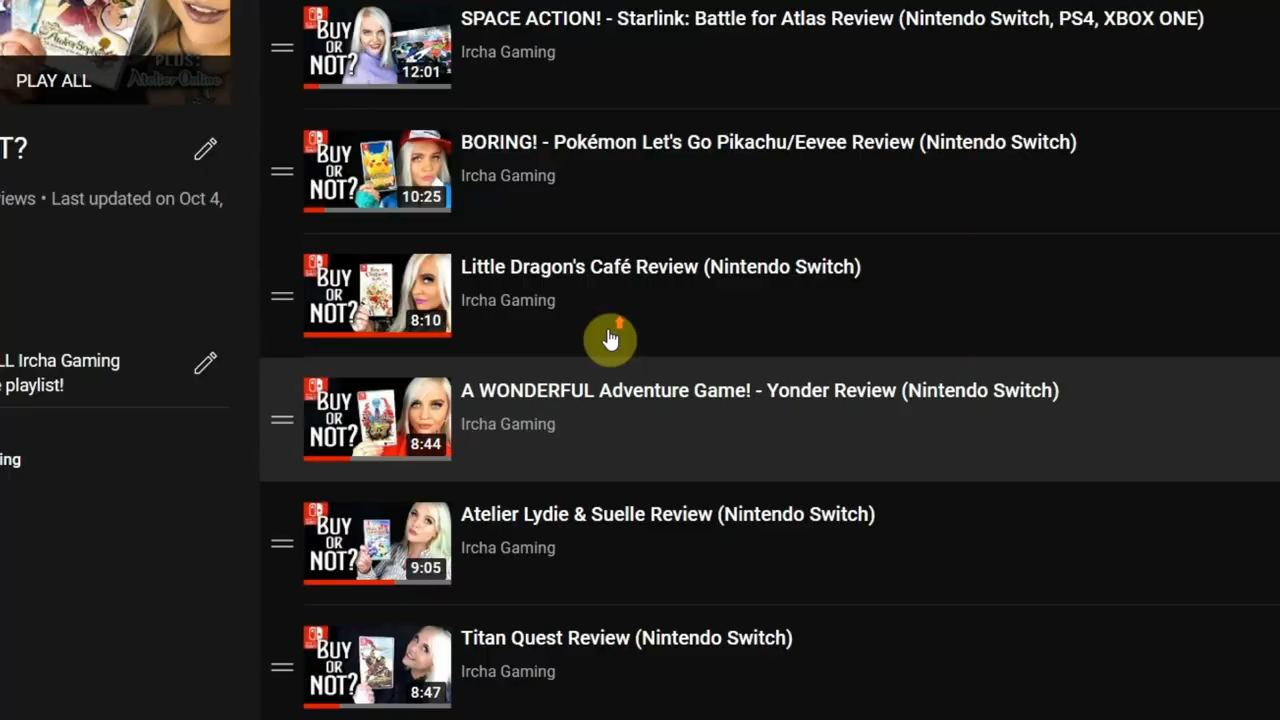 PLUS:
Atelier Online
PLAY ALL
T?
iews • Last updated on Oct 4,
LL Ircha Gaming
e playlist!
ing
BUY
OR
NOT?
12:01
SPACE ACTION! - Starlink: Battle for Atlas Review (Nintendo Switch, PS4, XBOX ONE)
Ircha Gaming
BUY
OR
NOT?
10:25
BORING! - Pokémon Let's Go Pikachu/Eevee Review (Nintendo Switch)
Ircha Gaming
BUY
OR
NOT?
8:10
Little Dragon's Café Review (Nintendo Switch)
Ircha Gaming
BUY
OR
NOT?
8:44
A WONDERFUL Adventure Game! - Yonder Review (Nintendo Switch)
Ircha Gaming
BUY
OR
NOT?
9:05
Atelier Lydie & Suelle Review (Nintendo Switch)
Ircha Gaming
BUY
OR
NOT?
8:47
Titan Quest Review (Nintendo Switch)
Ircha Gaming